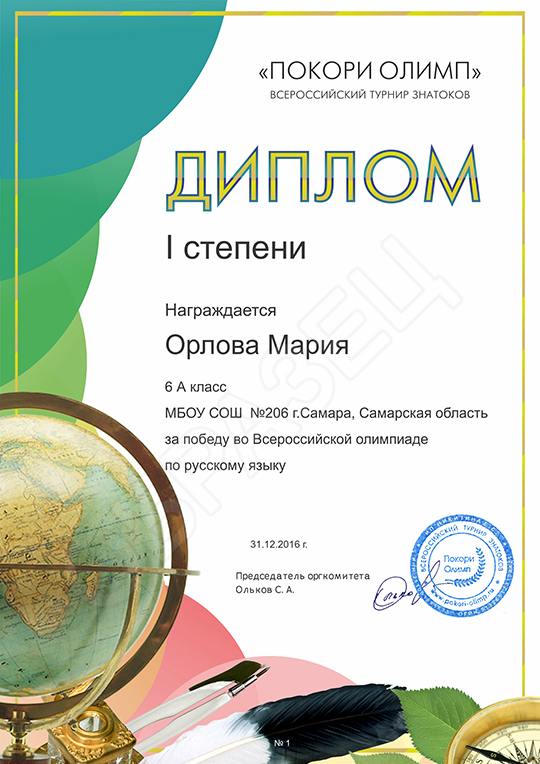 «ПОКОРИ ОЛИМП»
ВСЕРОССИЙСКИЙ ТУРНИР ЗНАТОКОВ
ДИПЛОМ
I степени
Награждается
Орлова Мария
6 А класс
МБОУ СОШ №206 г.Самара, Самарская область
за победу во Всероссийской олимпиаде
по русскому языку
ОБРАЗЕЦ
31.12.2016 г.
Председатель оргкомитета
Ольков С. А.
ВСЕРОССИЙСКИЙ ТУРНИР ЗНАТОКОВ
Покори
Олимп
www.pokori-olimp.ru
№ 1